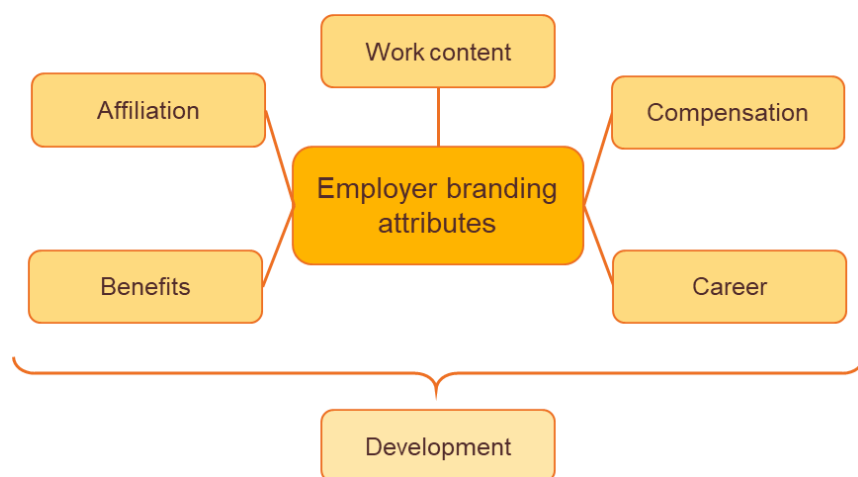 Work content
Affiliation
Compensation
Employer branding
attributes
Benefits
Career
Development